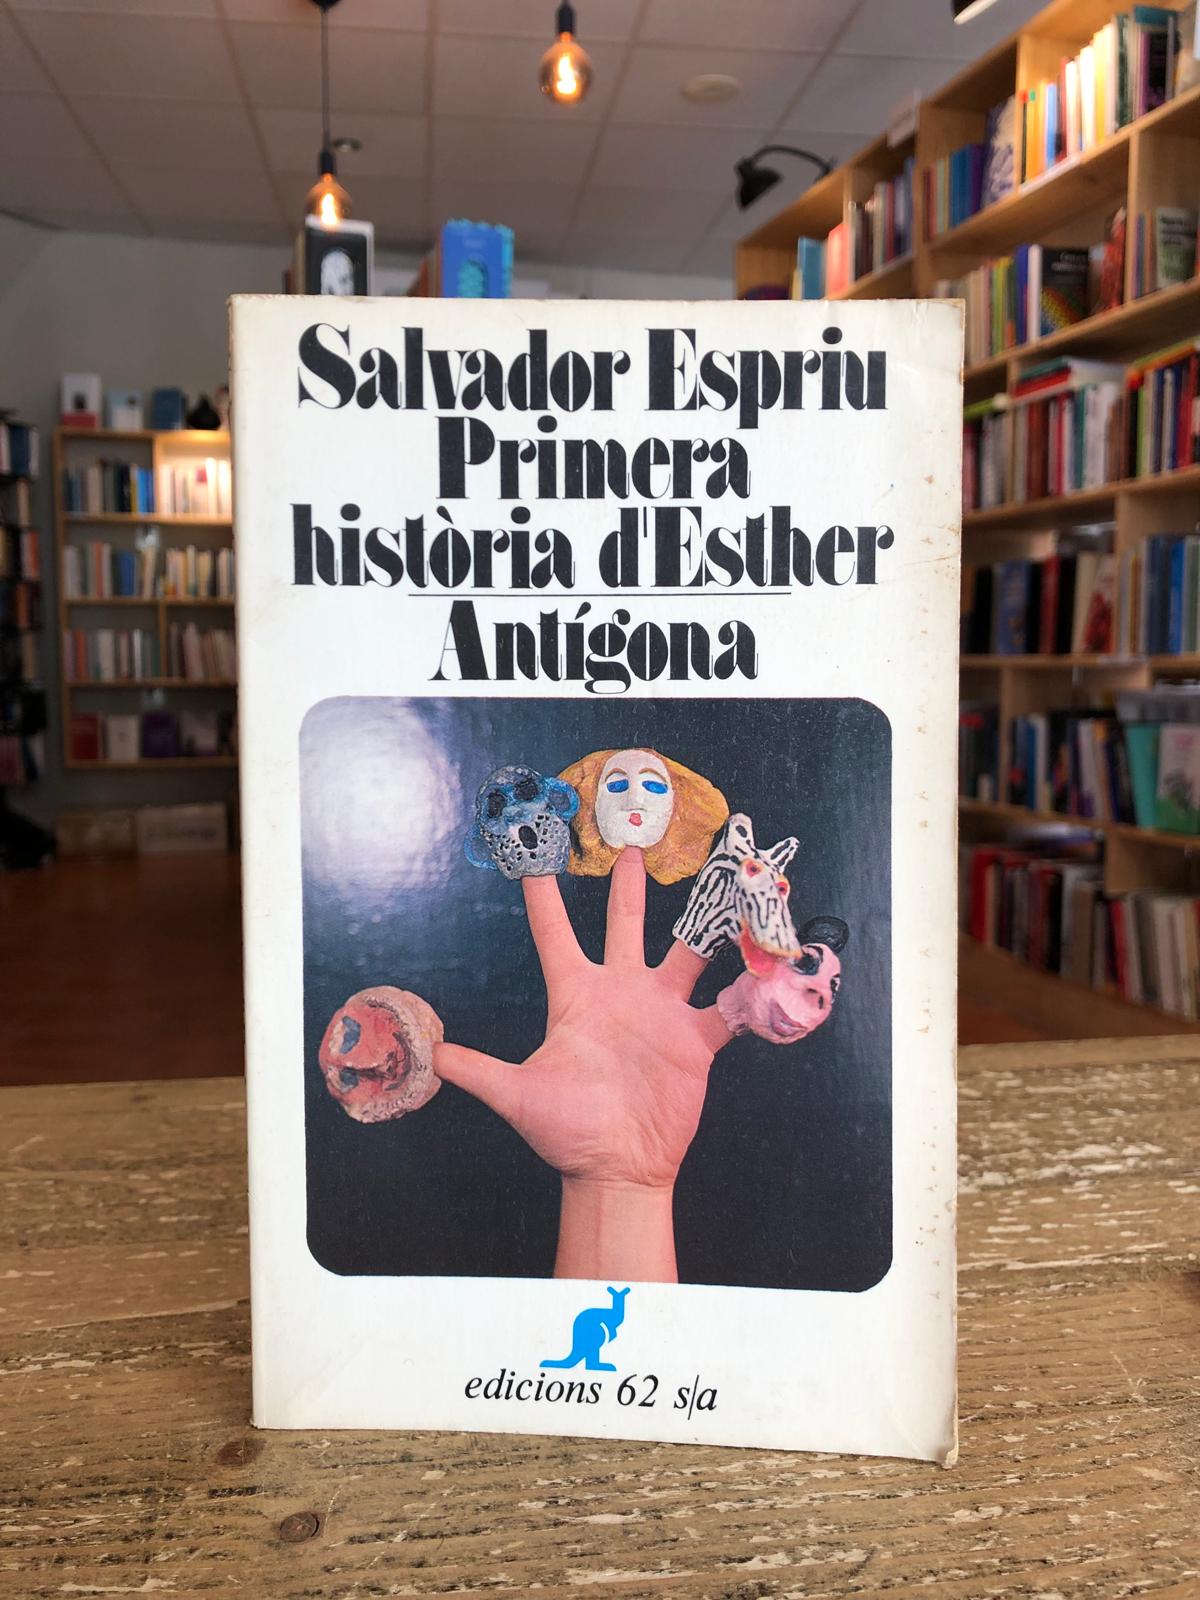 Salvador Espriu
Primera
història d'Esther
Antígona
edicions 62 s|a